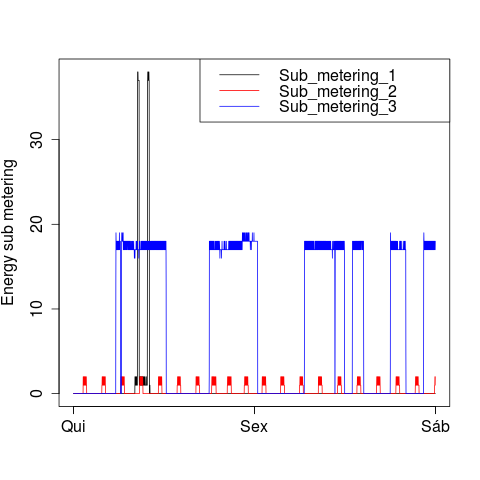 Sub_metering_1
Sub_metering_2
Sub_metering_3
Energy sub metering
30
20
10
0
Qui Sex Sáb